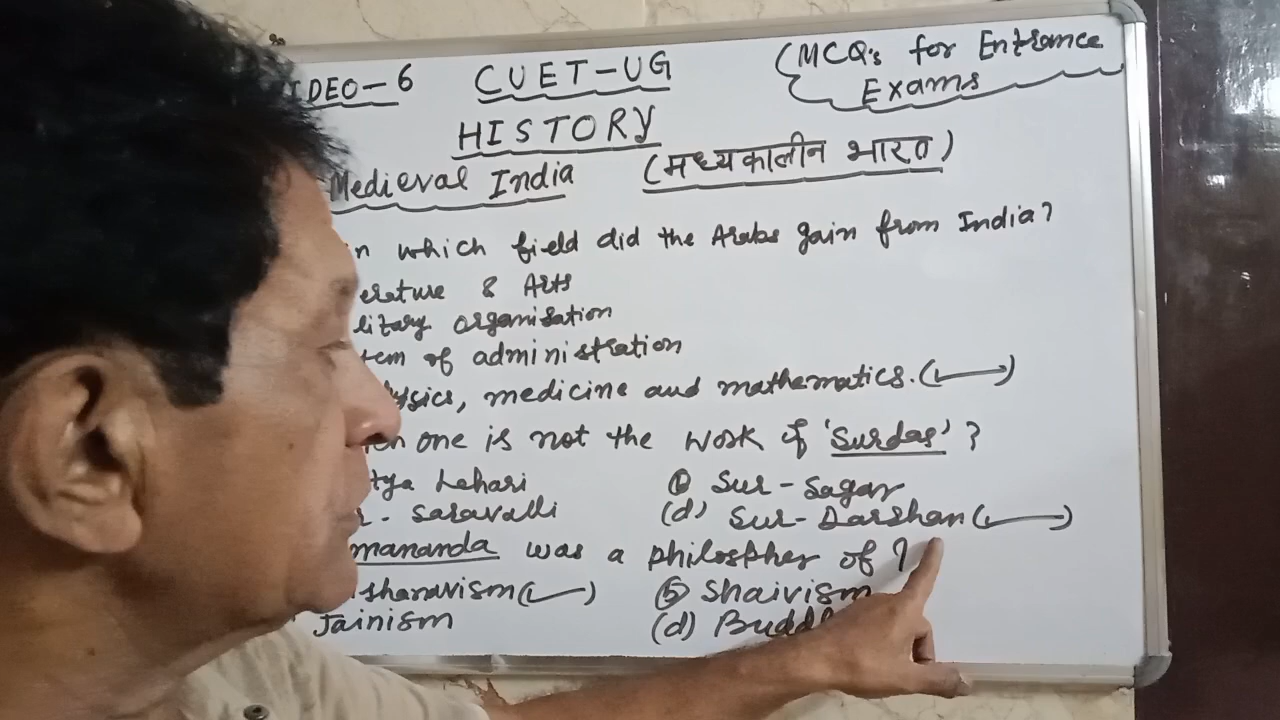 IDEO-6 CUET-UG (MCQ's for Entrance
Exams
HISTORY
Medieval India (मध्यकालीन भारत)
n which field did the Arabs gain from India?
erature & Arts
litary organisation
tem of administration
ysics, medicine and mathematics. ( )
one is not the work of 'Surdas'?
tya Lahari (b) Sur-Sagar
r. Saravalli (d) Sur-Darshan ( )
mananda was a philospher of ?
shanavism ( ) (b) Shaivism
Jainism (d) Budd